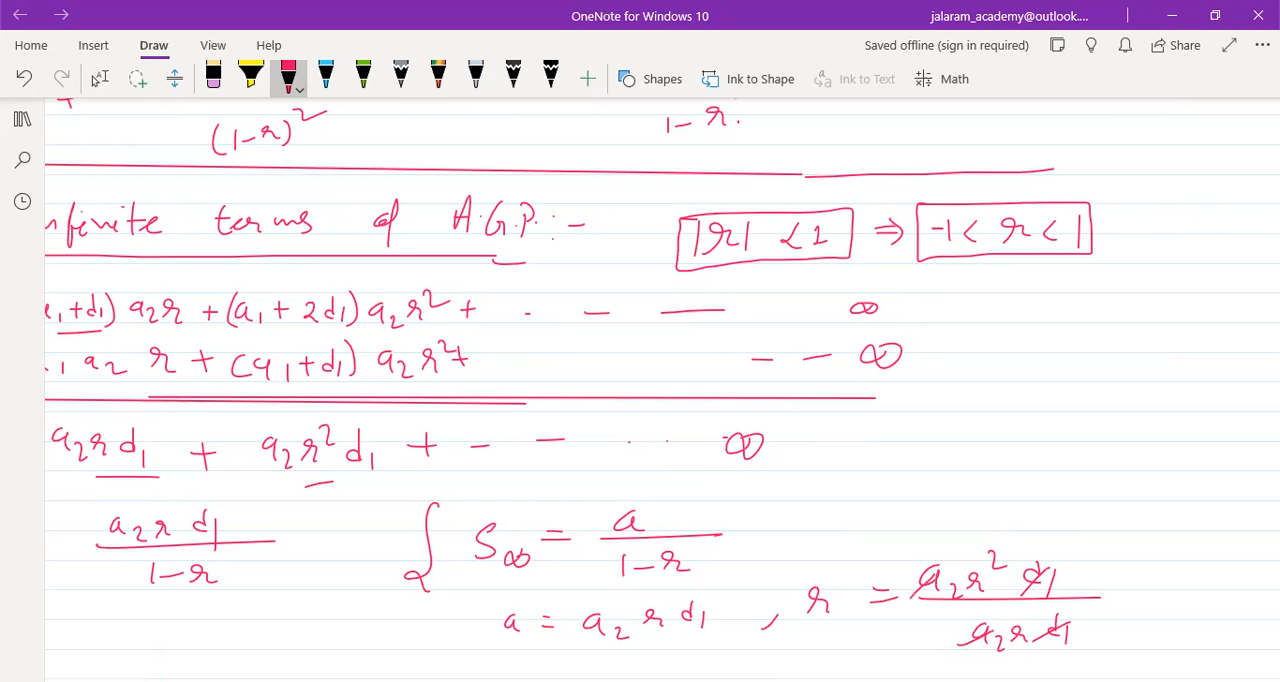 OneNote for Windows 10
jalaram_academy@outlook....
Home Insert Draw View Help
Saved offline (sign in required) Share
Shapes Ink to Shape Ink to Text Math
(1-r)² 1-r.
nfinite terms of A.G.P. :- |r| < 1 ⇒ -1 < r < 1
a₁+d₁) a₂r + (a₁ + 2d₁) a₂r² + . - — ∞
₁ a₂ r + (a₁+d₁) a₂r² + - - ∞
a₂r d₁ + a₂r² d₁ + - - . . ∞
a₂r d₁ / 1-r S∞ = a / 1-r
a = a₂ r d₁ , r = a₂r² d₁ / a₂r d₁